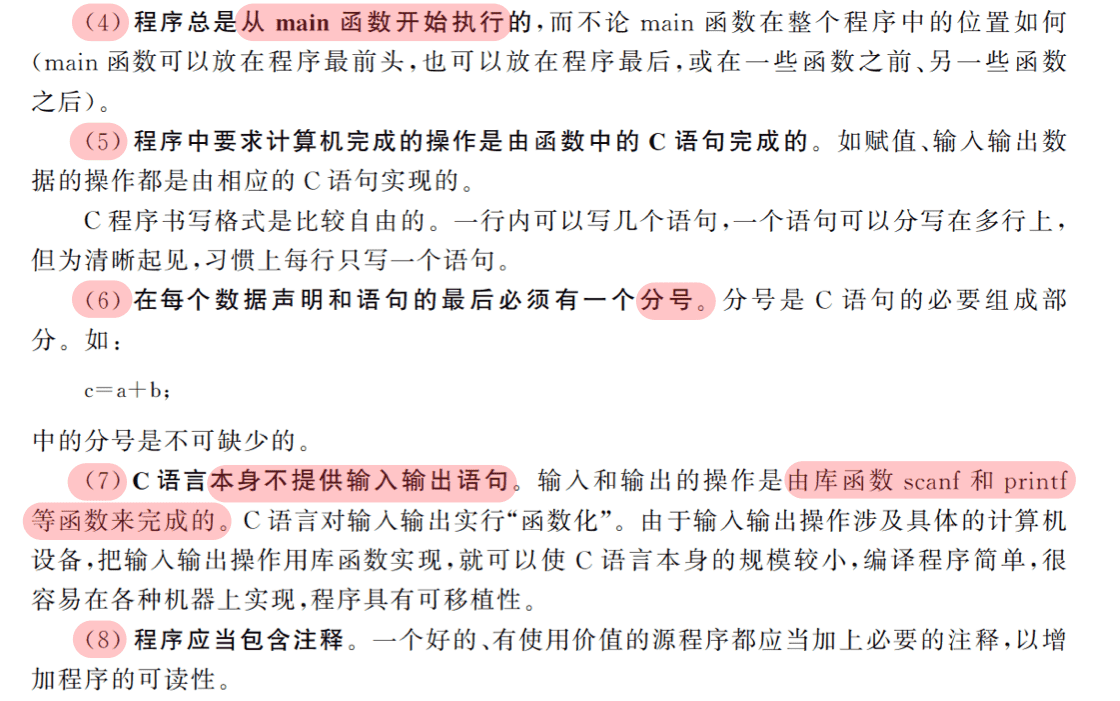 (4) 程序总是从 main 函数开始执行的,而不论 main 函数在整个程序中的位置如何
(main 函数可以放在程序最前头,也可以放在程序最后,或在一些函数之前、另一些函数
之后)。
(5) 程序中要求计算机完成的操作是由函数中的 C 语句完成的。如赋值、输入输出数
据的操作都是由相应的 C 语句实现的。
C 程序书写格式是比较自由的。一行内可以写几个语句,一个语句可以分写在多行上,
但为清晰起见,习惯上每行只写一个语句。
(6) 在每个数据声明和语句的最后必须有一个分号。分号是 C 语句的必要组成部
分。如:
c=a+b;
中的分号是不可缺少的。
(7) C 语言本身不提供输入输出语句。输入和输出的操作是由库函数 scanf 和 printf
等函数来完成的。C 语言对输入输出实行“函数化”。由于输入输出操作涉及具体的计算机
设备,把输入输出操作用库函数实现,就可以使 C 语言本身的规模较小,编译程序简单,很
容易在各种机器上实现,程序具有可移植性。
(8) 程序应当包含注释。一个好的、有使用价值的源程序都应当加上必要的注释,以增
加程序的可读性。